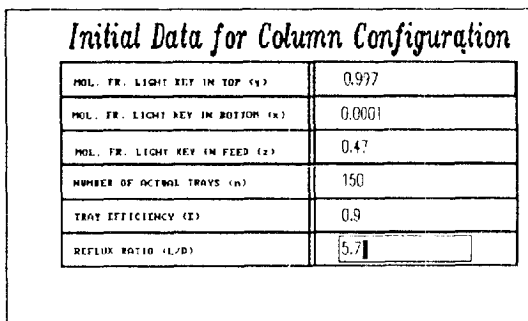 Initial Data for Column Configuration
MOL. FR. LIGHT KEY IN TOP (y) 0.997
MOL. FR. LIGHT KEY IN BOTTOM (x) 0.0001
MOL. FR. LIGHT KEY IN FEED (z) 0.47
NUMBER OF ACTUAL TRAYS (n) 150
TRAY EFFICIENCY (E) 0.9
REFLUX RATIO (L/D) 5.7